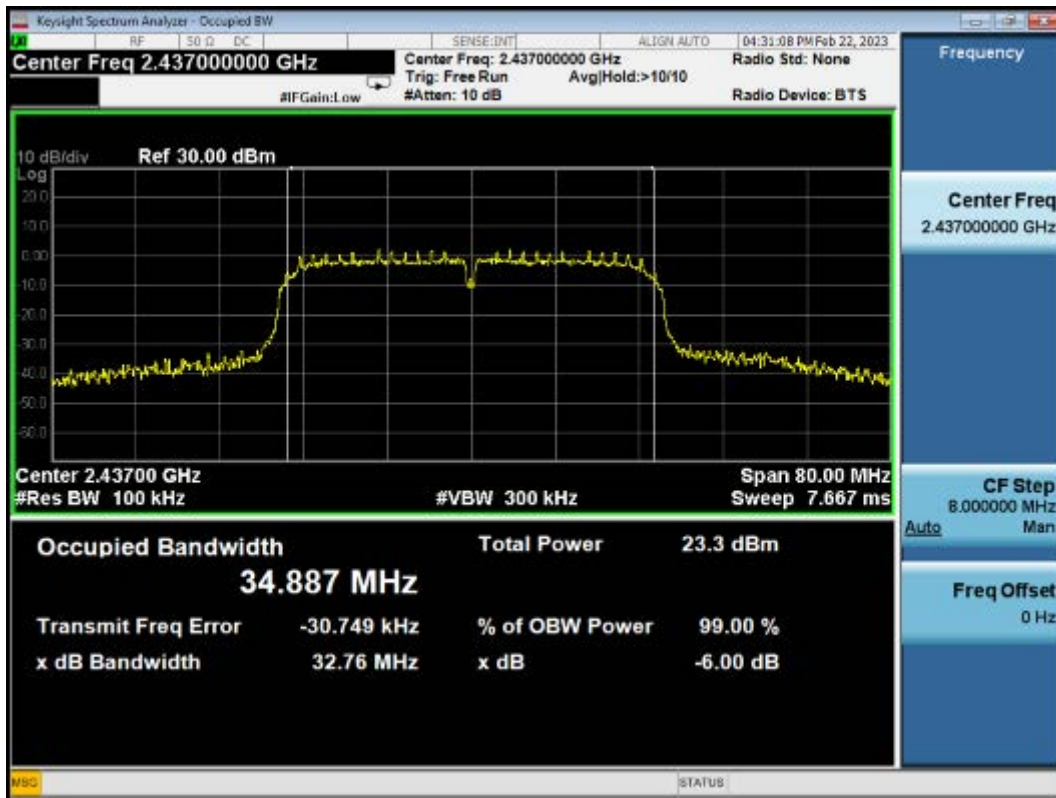 Keysight Spectrum Analyzer - Occupied BW
RF 50 Ω DC SENSE:INT ALIGN AUTO 04:31:08 PM Feb 22, 2023
Center Freq 2.437000000 GHz
Center Freq: 2.437000000 GHz
Radio Std: None
Trig: Free Run Avg|Hold:>10/10
#IFGain:Low
#Atten: 10 dB
Radio Device: BTS
Frequency
10 dB/div Ref 30.00 dBm
Log
20.0
10.0
0.00
-10.0
-20.0
-30.0
-40.0
-50.0
-60.0
Center 2.43700 GHz
Span 80.00 MHz
#Res BW 100 kHz
#VBW 300 kHz
Sweep 7.667 ms
Center Freq
2.437000000 GHz
CF Step
8.000000 MHz
Auto Man
Freq Offset
0 Hz
Occupied Bandwidth
34.887 MHz
Total Power 23.3 dBm
Transmit Freq Error -30.749 kHz
% of OBW Power 99.00 %
x dB Bandwidth 32.76 MHz
x dB -6.00 dB
MSG
STATUS